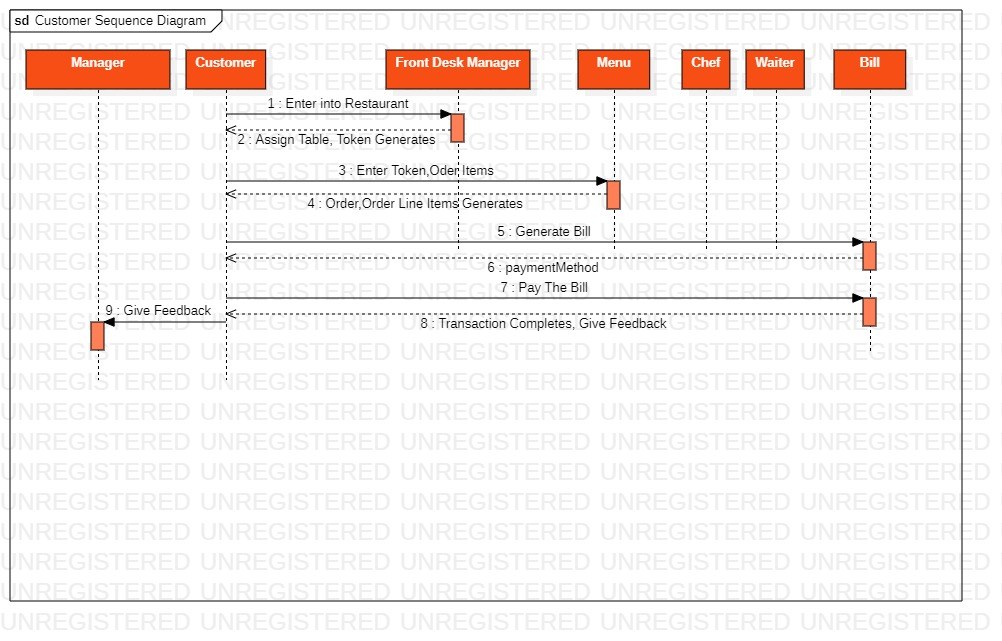 sd Customer Sequence Diagram
Manager Customer Front Desk Manager Menu Chef Waiter Bill
1 : Enter into Restaurant
2 : Assign Table, Token Generates
3 : Enter Token,Oder Items
4 : Order,Order Line Items Generates
5 : Generate Bill
6 : paymentMethod
7 : Pay The Bill
9 : Give Feedback
8 : Transaction Completes, Give Feedback
UNREGISTERED UNREGISTERED UNREGISTERED UNREGISTERED UNREGISTERED